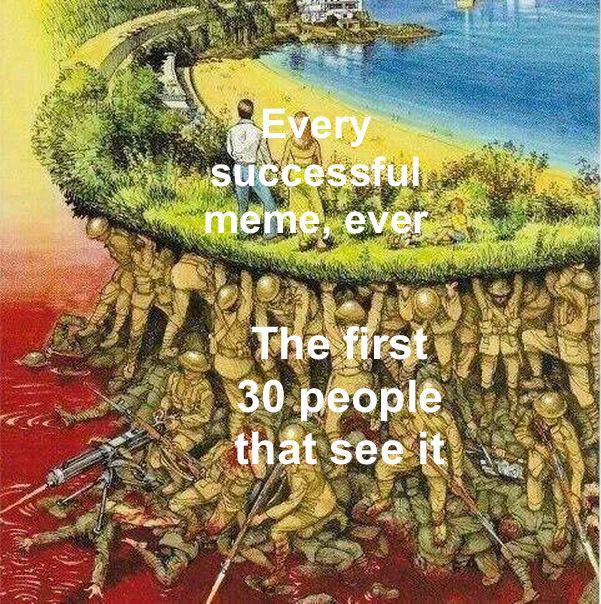 Every
successful
meme, ever
The first
30 people
that see it